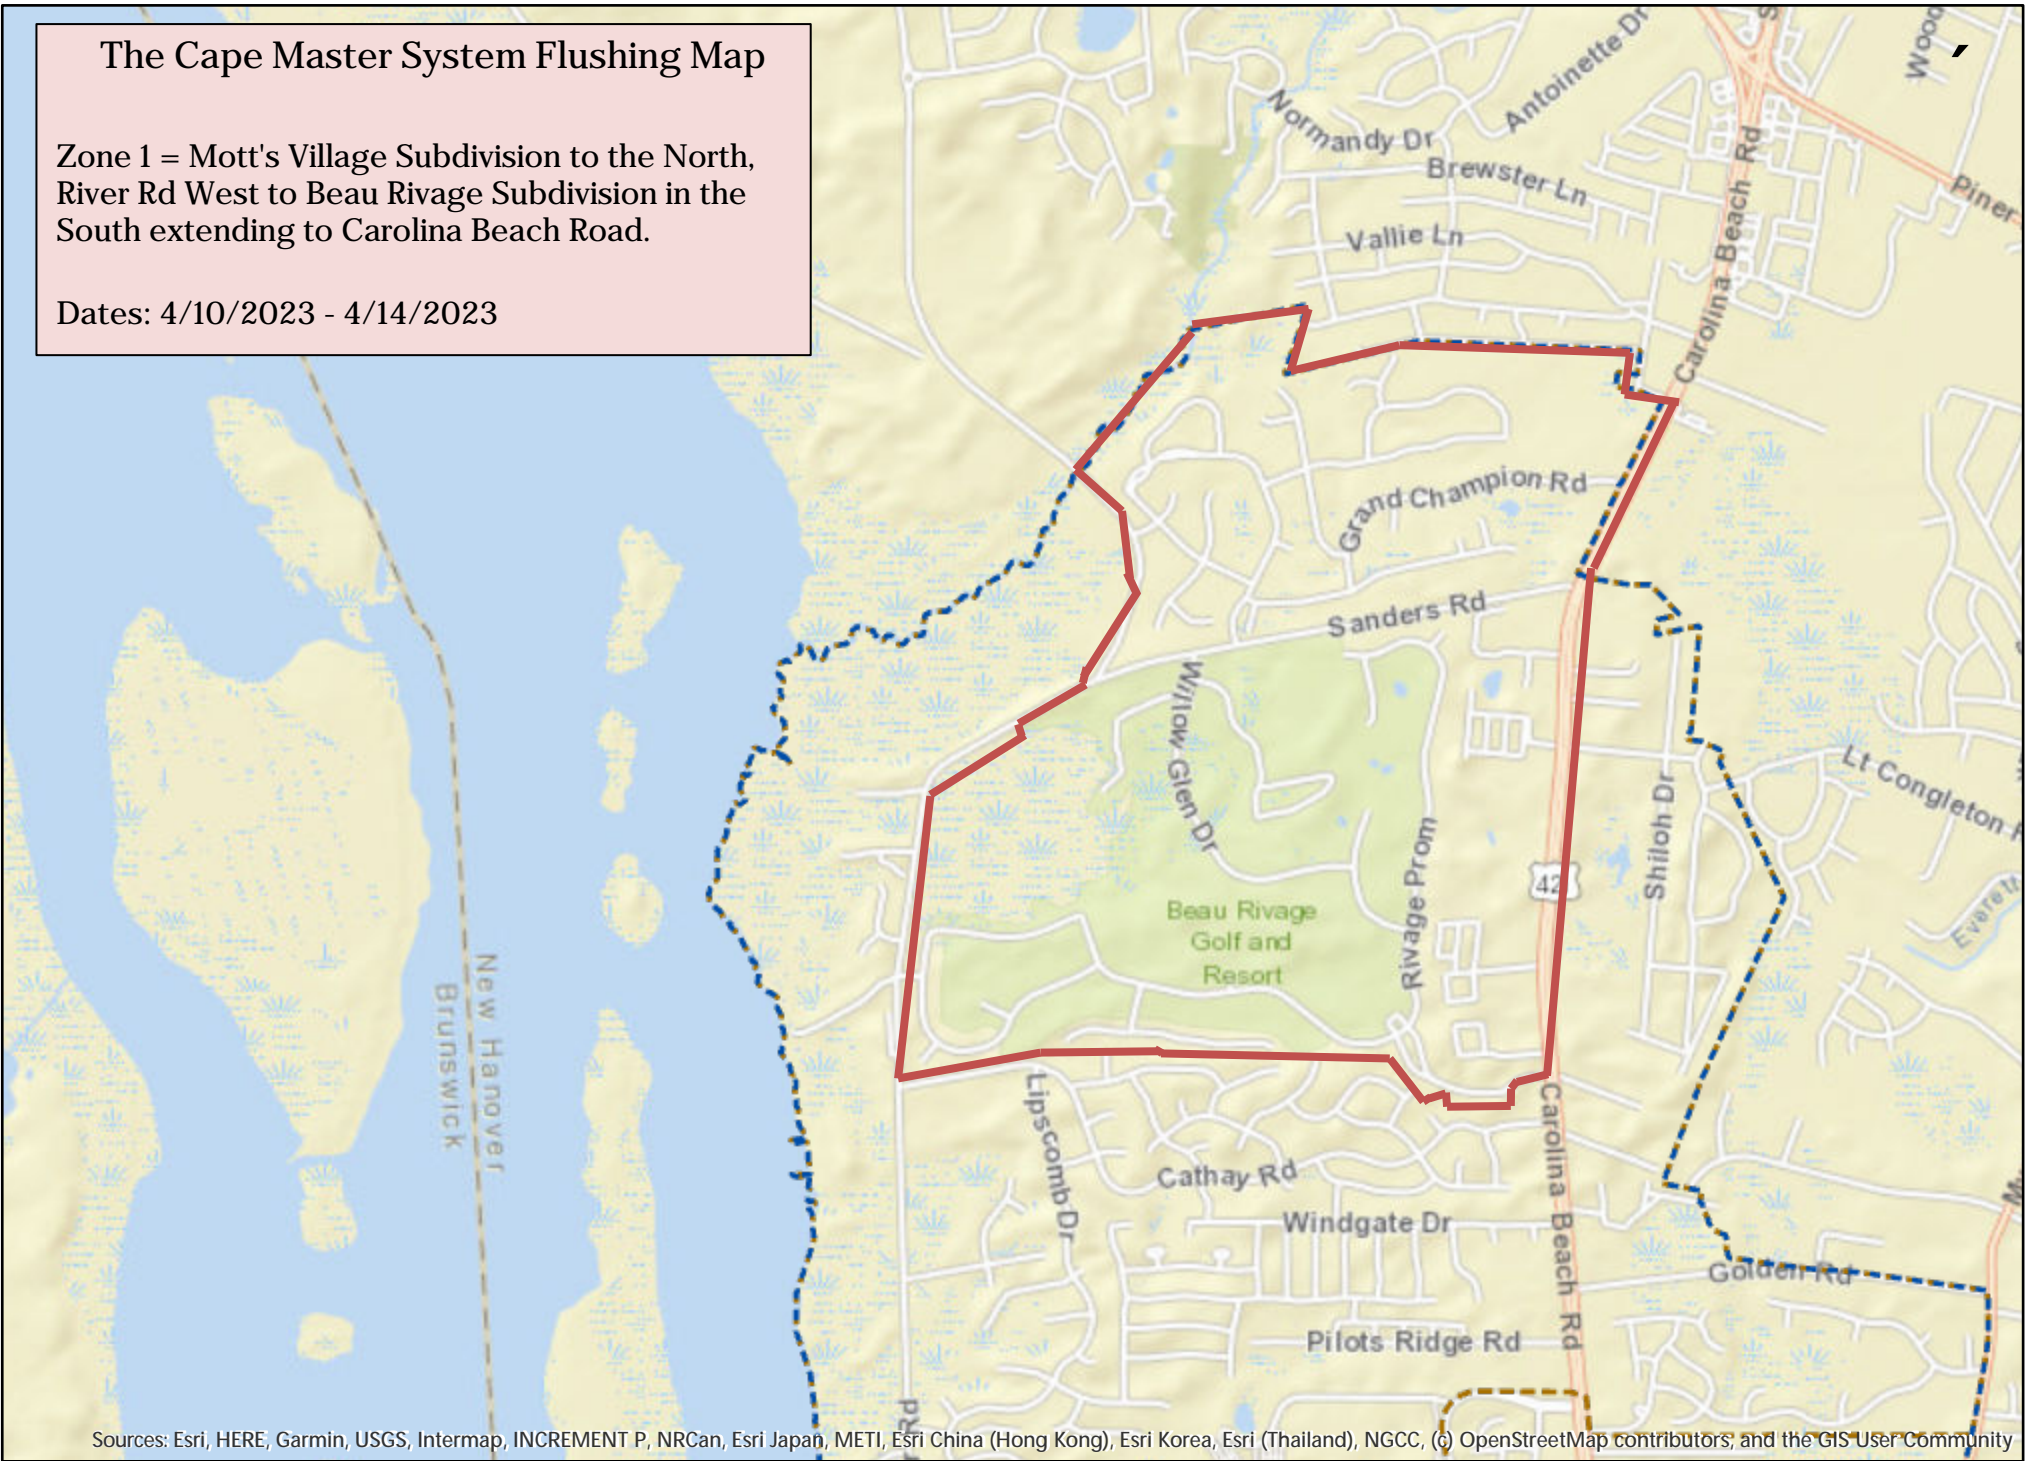 The Cape Master System Flushing Map
Zone 1 = Mott's Village Subdivision to the North,
River Rd West to Beau Rivage Subdivision in the
South extending to Carolina Beach Road.
Dates: 4/10/2023 - 4/14/2023
Antoinette Dr
Normandy Dr
Brewster Ln
Vallie Ln
Carolina Beach Rd
Piner
Grand Champion Rd
Sanders Rd
Willow Glen Dr
Rivage Prom
Beau Rivage
Golf and
Resort
42
Shiloh Dr
Lt Congleton
New Hanover
Brunswick
Lipscomb Dr
Cathay Rd
Windgate Dr
Carolina Beach Rd
Golden Rd
Pilots Ridge Rd
Rd
Sources: Esri, HERE, Garmin, USGS, Intermap, INCREMENT P, NRCan, Esri Japan, METI, Esri China (Hong Kong), Esri Korea, Esri (Thailand), NGCC, (c) OpenStreetMap contributors, and the GIS User Community